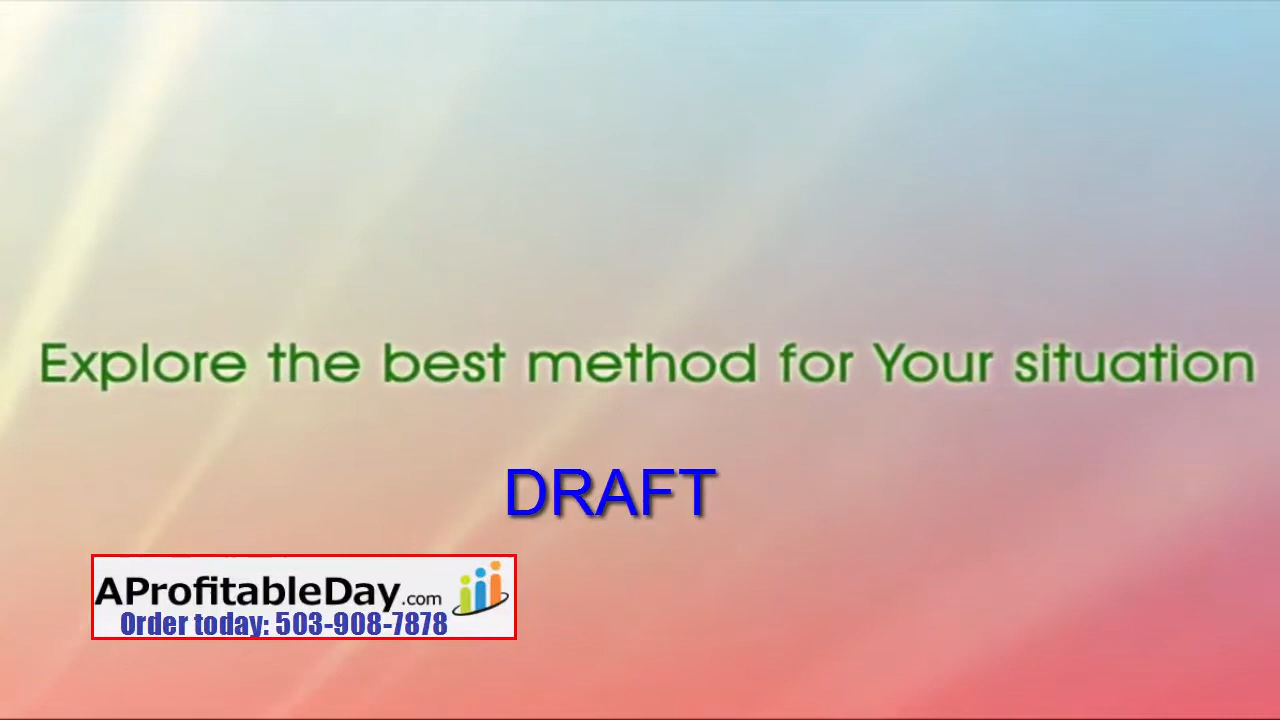 Explore the best method for Your situation
DRAFT
AProfitableDay.com
Order today: 503-908-7878